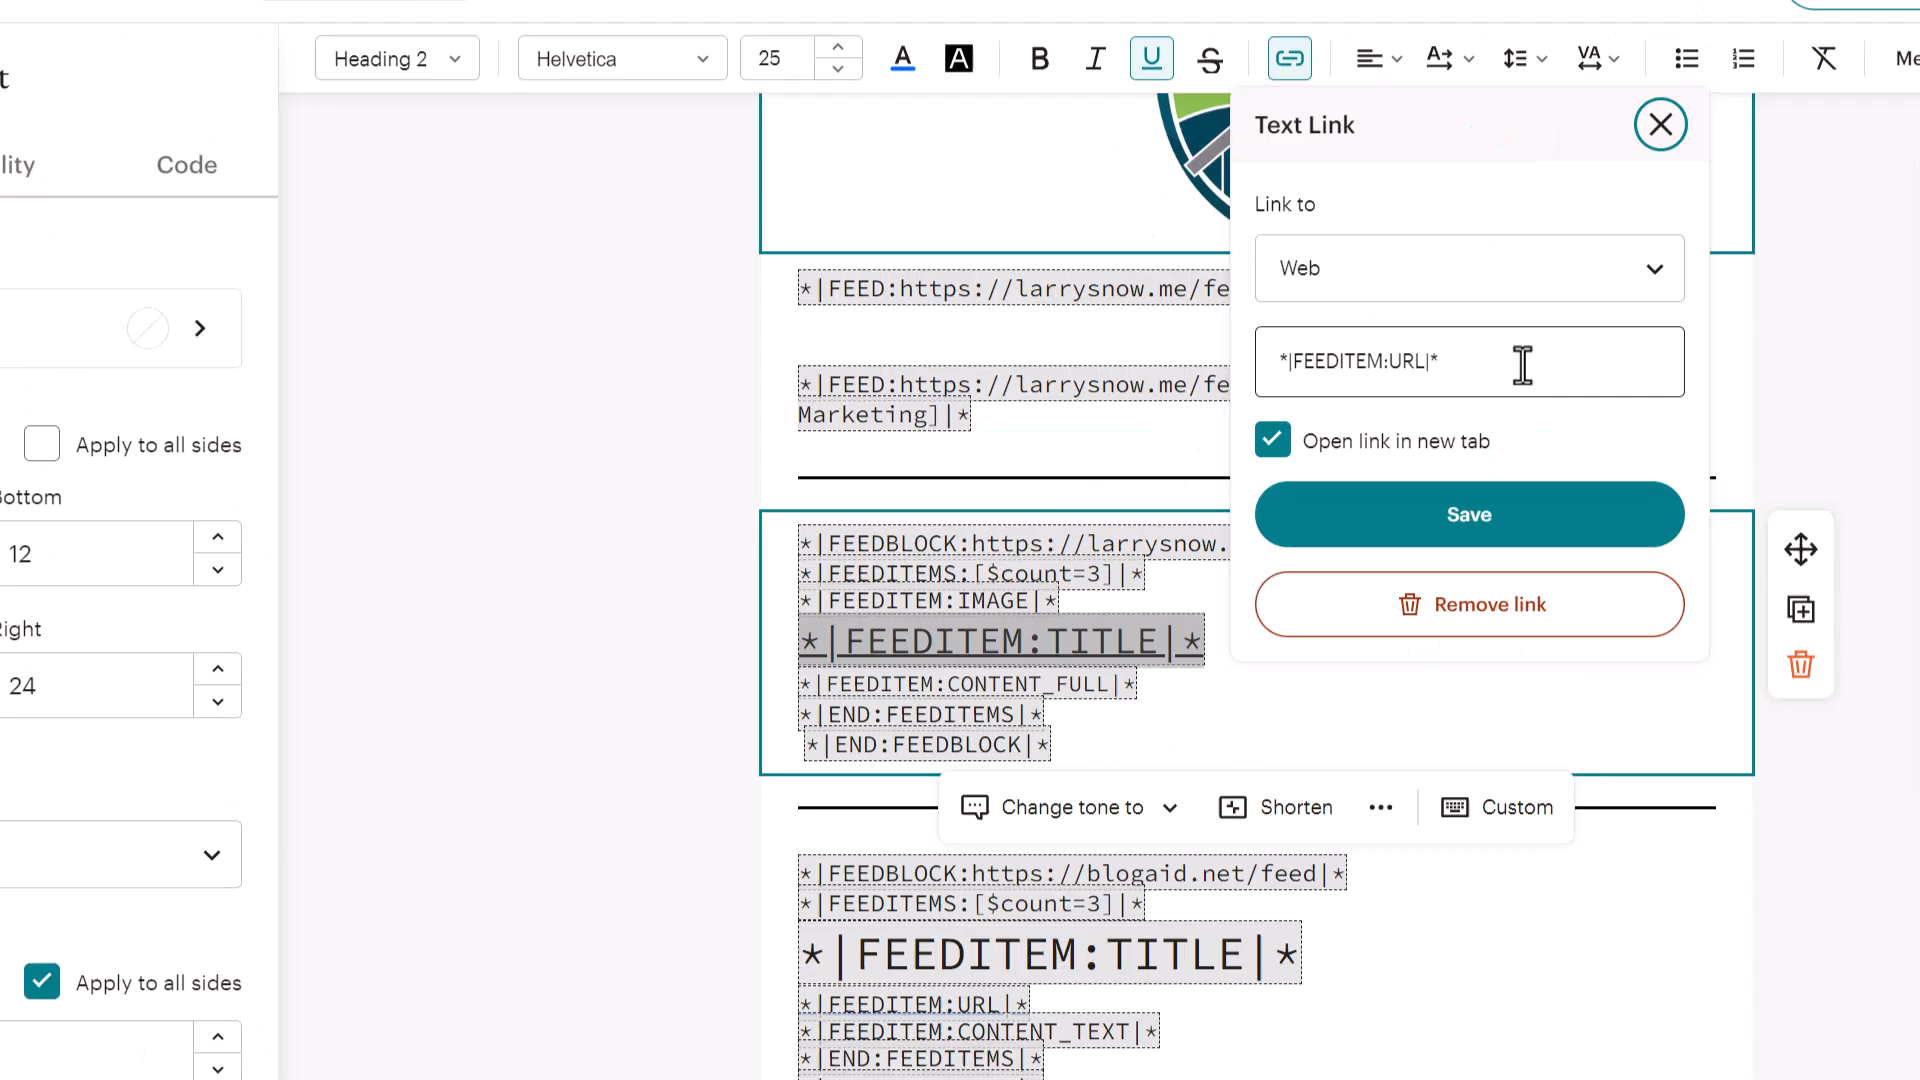 Heading 2
Helvetica
25
A
A
B
I
U
S
VA
Me
t
lity
Code
Apply to all sides
Bottom
12
Right
24
Apply to all sides
Text Link
Link to
Web
*|FEEDITEM:URL|*
Open link in new tab
Save
Remove link
*|FEED:https://larrysnow.me/fe
*|FEED:https://larrysnow.me/fe
Marketing]|*
*|FEEDBLOCK:https://larrysnow.
*|FEEDITEMS:[$count=3]|*
*|FEEDITEM:IMAGE|*
*|FEEDITEM:TITLE|*
*|FEEDITEM:CONTENT_FULL|*
*|END:FEEDITEMS|*
*|END:FEEDBLOCK|*
Change tone to
Shorten
Custom
*|FEEDBLOCK:https://blogaid.net/feed|*
*|FEEDITEMS:[$count=3]|*
*|FEEDITEM:TITLE|*
*|FEEDITEM:URL|*
*|FEEDITEM:CONTENT_TEXT|*
*|END:FEEDITEMS|*